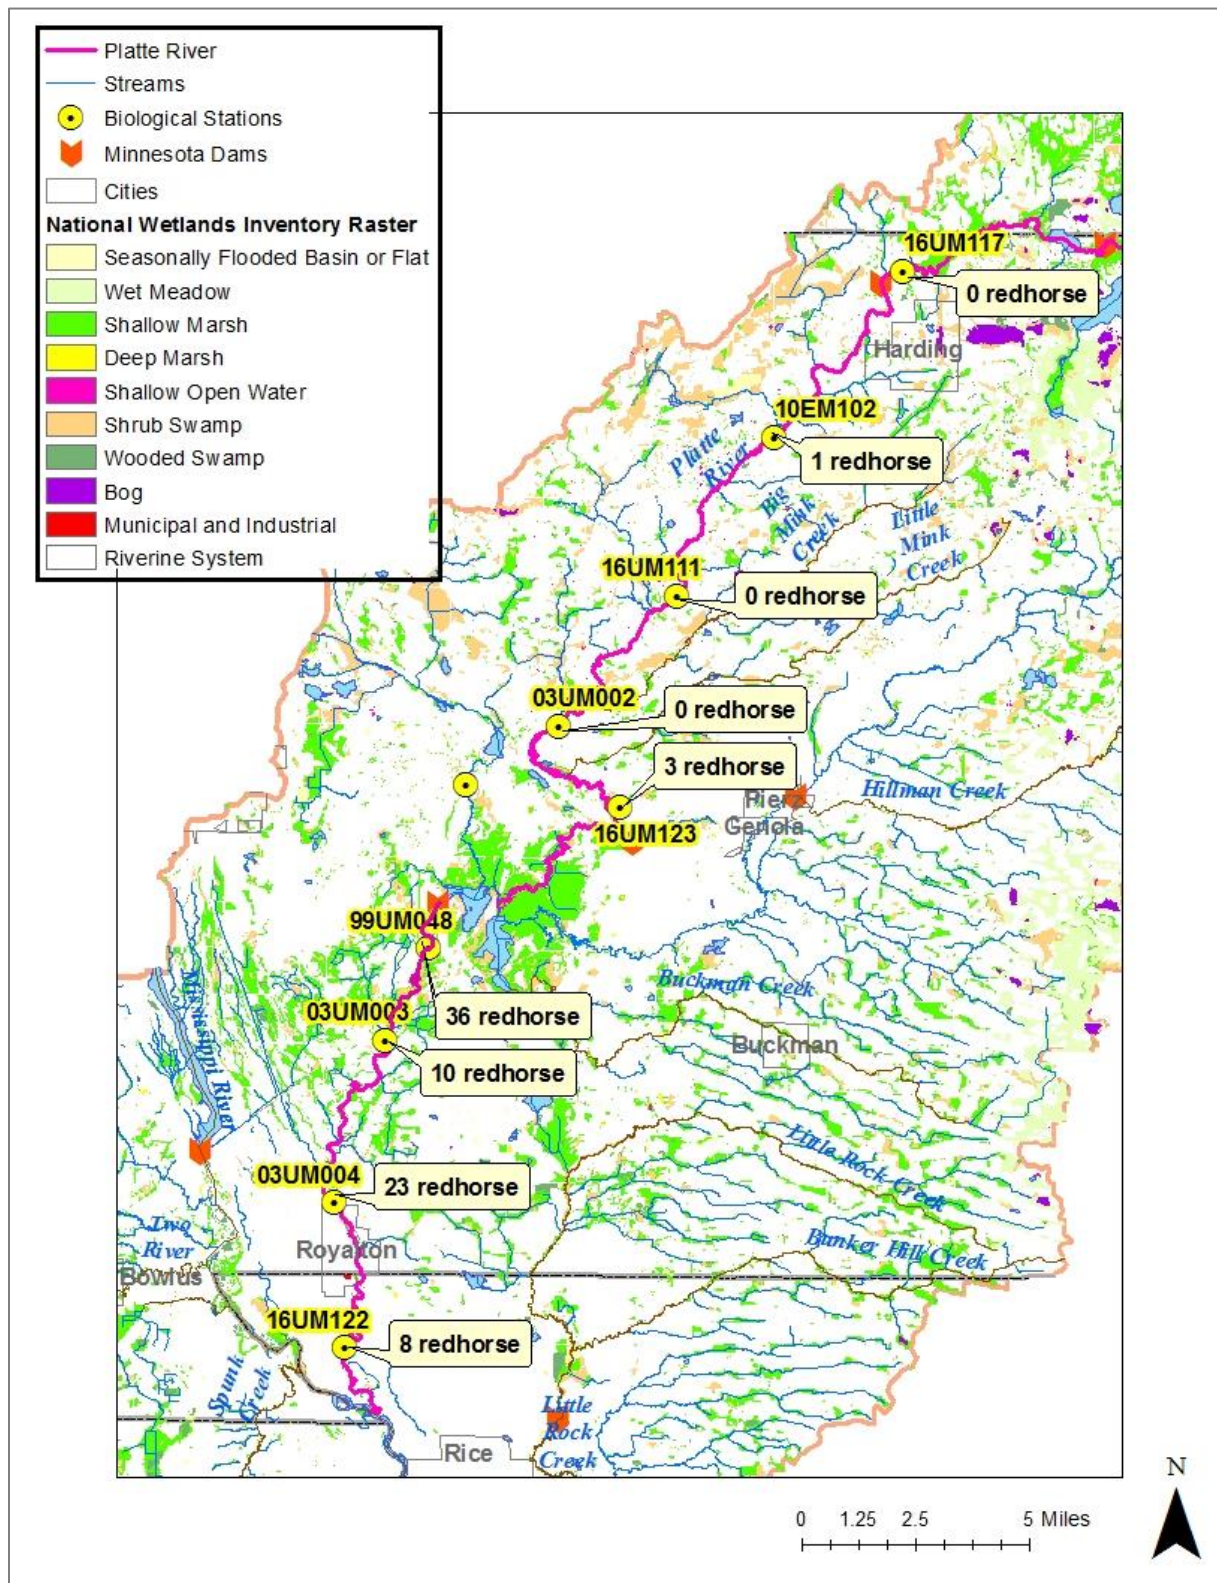 Platte River
Streams
Biological Stations
Minnesota Dams
Cities
National Wetlands Inventory Raster
Seasonally Flooded Basin or Flat
Wet Meadow
Shallow Marsh
Deep Marsh
Shallow Open Water
Shrub Swamp
Wooded Swamp
Bog
Municipal and Industrial
Riverine System
16UM117
0 redhorse
Harding
10EM102
1 redhorse
Platte
River
Big
Mink
Creek
Little
Mink
Creek
16UM111
0 redhorse
03UM002
0 redhorse
3 redhorse
16UM123
Pierz
Genola
Hillman Creek
99UM048
36 redhorse
Mississippi River
03UM003
10 redhorse
Buckman Creek
Buckman
03UM004
23 redhorse
Little Rock Creek
Two
River
Bowlus
Royalton
Bunker Hill Creek
16UM122
8 redhorse
Spunk
Creek
Little
Rock
Creek
Rice
N
0 1.25 2.5 5 Miles